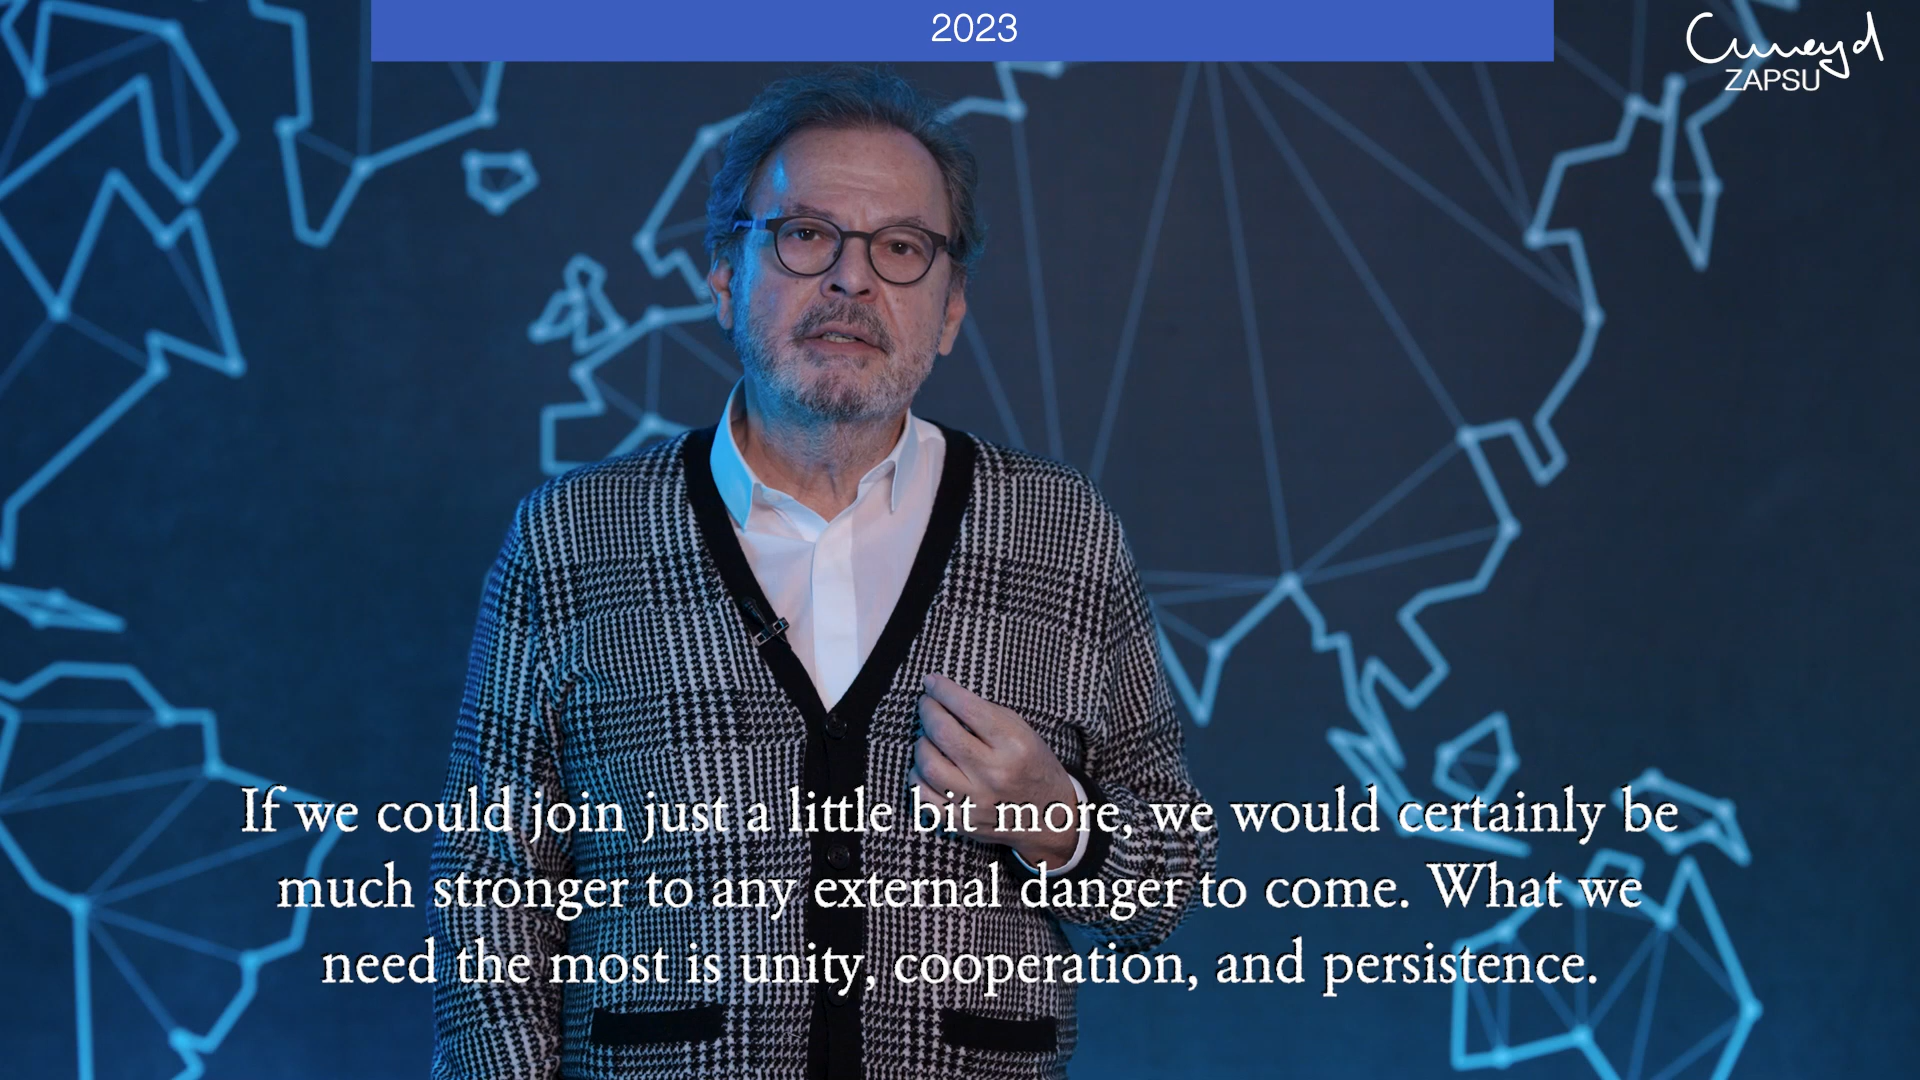 2023
Cuneyd
ZAPSU
If we could join just a little bit more, we would certainly be
much stronger to any external danger to come. What we
need the most is unity, cooperation, and persistence.